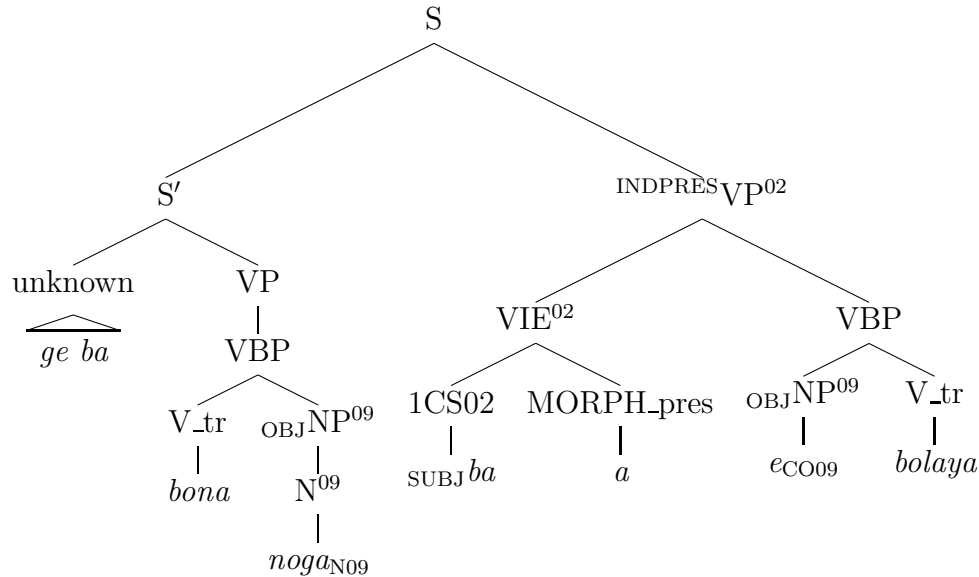 S
S′ INDPRESVP02
unknown VP VIE02 VBP
ge ba VBP 1CS02 MORPH_pres OBJNP09 V_tr
V_tr OBJNP09 SUBJba a eCO09 bolaya
bona N09
nogaN09